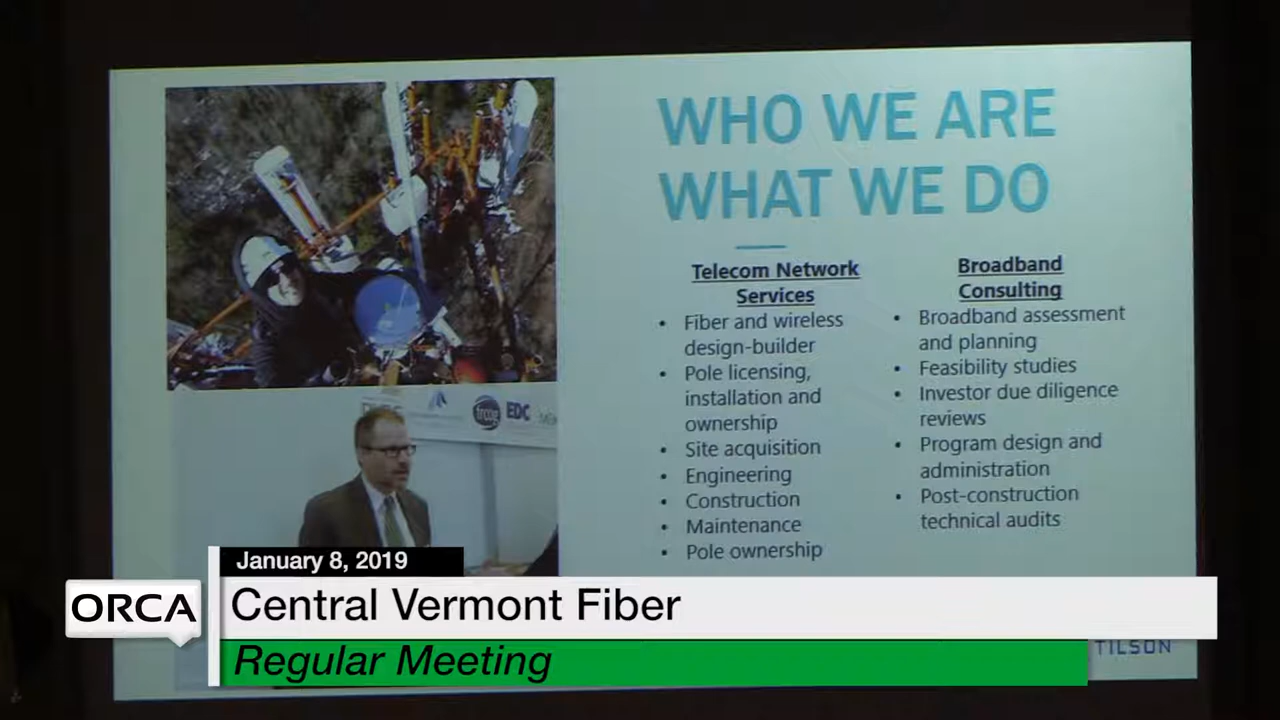 WHO WE ARE
WHAT WE DO
Telecom Network
Services
• Fiber and wireless
design-builder
• Pole licensing,
installation and
ownership
• Site acquisition
• Engineering
• Construction
• Maintenance
• Pole ownership
Broadband
Consulting
• Broadband assessment
and planning
• Feasibility studies
• Investor due diligence
reviews
• Program design and
administration
• Post-construction
technical audits
EDC
January 8, 2019
ORCA
Central Vermont Fiber
Regular Meeting
TILSON